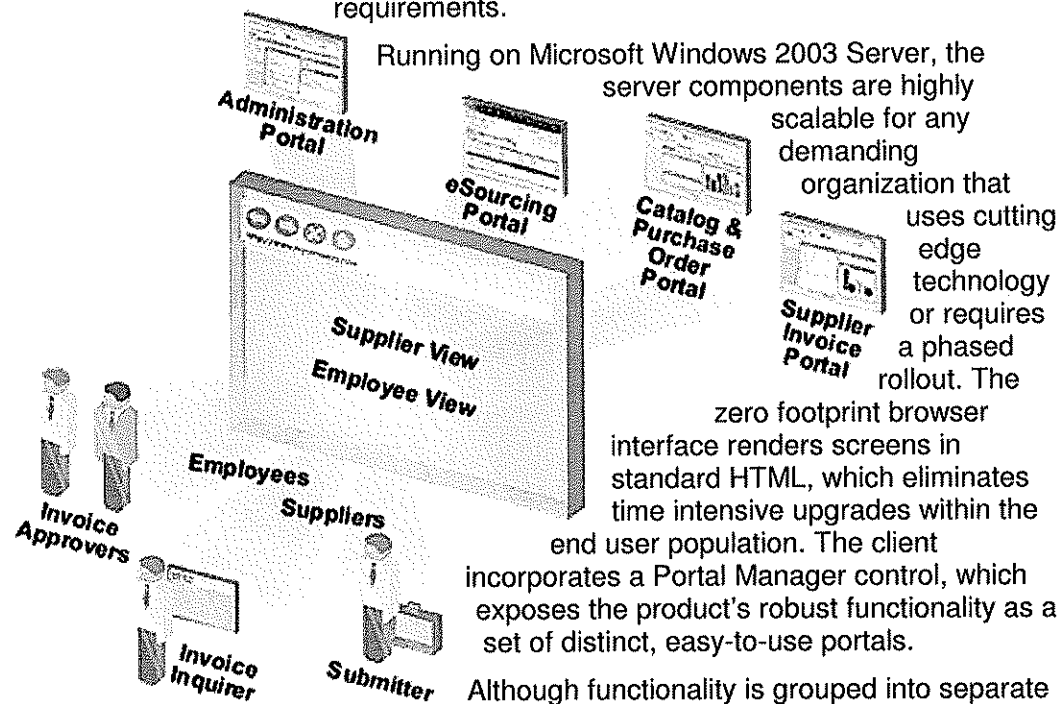 requirements.
Running on Microsoft Windows 2003 Server, the
server components are highly
scalable for any
demanding
organization that
uses cutting
edge
technology
or requires
a phased
rollout. The
zero footprint browser
interface renders screens in
standard HTML, which eliminates
time intensive upgrades within the
end user population. The client
incorporates a Portal Manager control, which
exposes the product's robust functionality as a
set of distinct, easy-to-use portals.
Although functionality is grouped into separate
Administration
Portal
eSourcing
Portal
Catalog &
Purchase
Order
Portal
Supplier
Invoice
Portal
Supplier View
Employee View
Employees
Suppliers
Invoice
Approvers
Invoice
Inquirer
Submitter